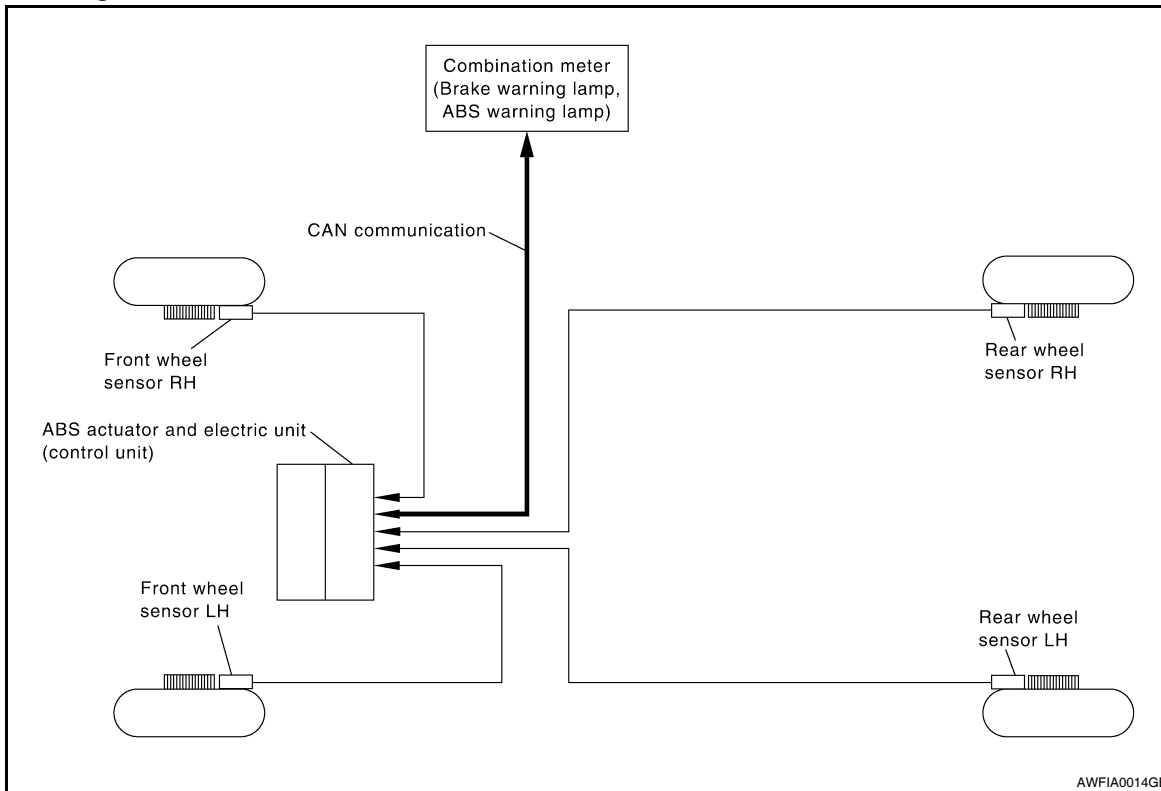 Combination meter
(Brake warning lamp,
ABS warning lamp)
CAN communication
Front wheel
sensor RH
Rear wheel
sensor RH
ABS actuator and electric unit
(control unit)
Front wheel
sensor LH
Rear wheel
sensor LH